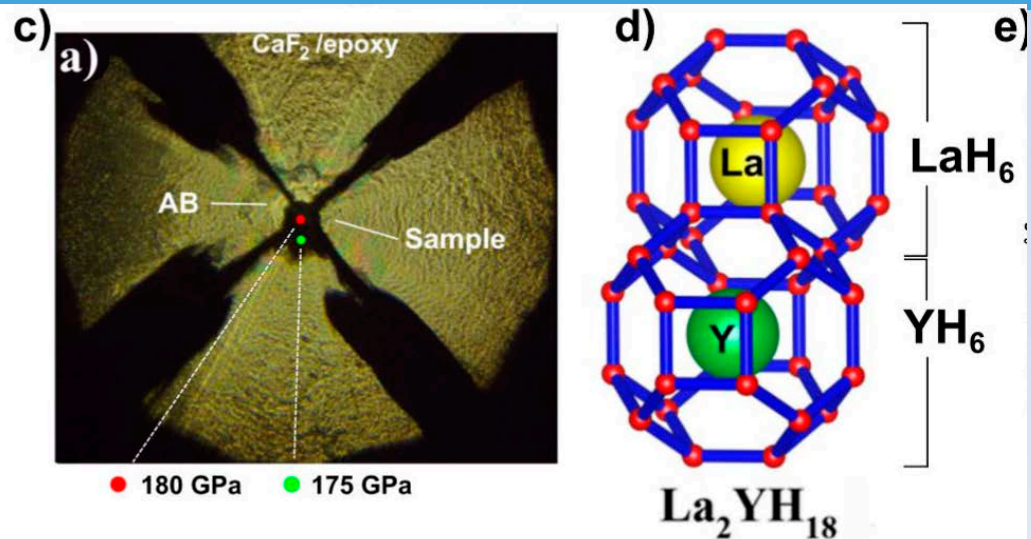 c)
a)
CaF2/epoxy
AB
Sample
180 GPa
175 GPa
d)
La
Y
LaH6
YH6
La2YH18
e)